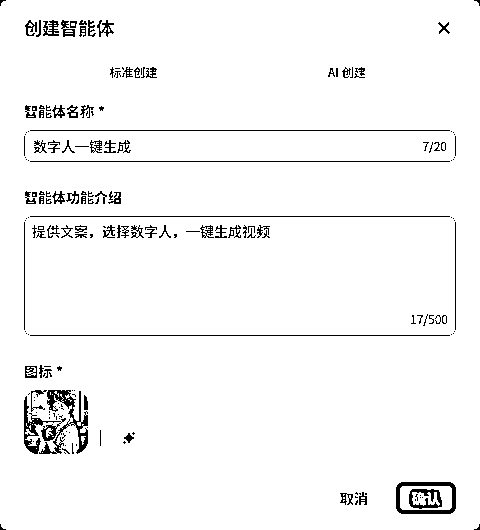 创建智能体
标准创建 AI 创建
智能体名称 *
数字人一键生成 7/20
智能体功能介绍
提供文案，选择数字人，一键生成视频
17/500
图标 *
取消 确认